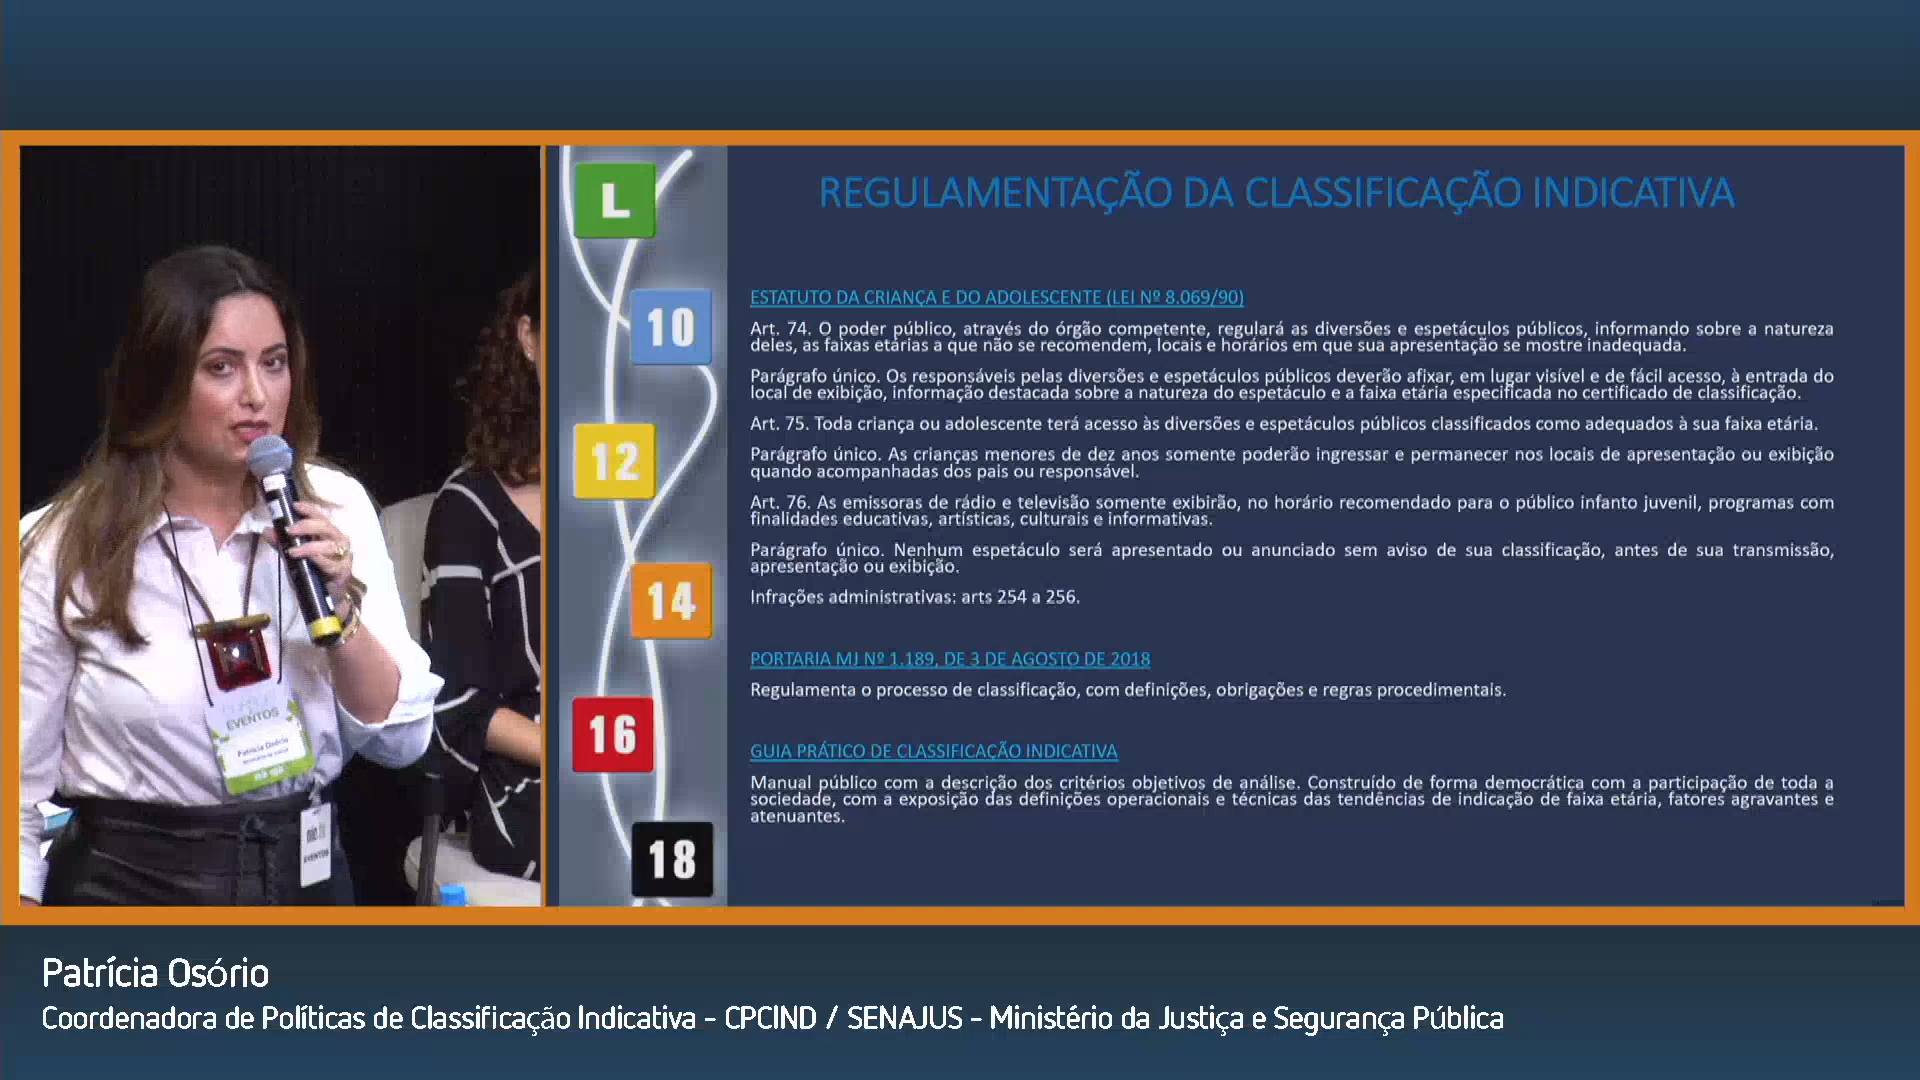 REGULAMENTAÇÃO DA CLASSIFICAÇÃO INDICATIVA
L
10
12
14
16
18
ESTATUTO DA CRIANÇA E DO ADOLESCENTE (LEI Nº 8.069/90)
Art. 74. O poder público, através do órgão competente, regulará as diversões e espetáculos públicos, informando sobre a natureza
deles, as faixas etárias a que não se recomendem, locais e horários em que sua apresentação se mostre inadequada.
Parágrafo único. Os responsáveis pelas diversões e espetáculos públicos deverão afixar, em lugar visível e de fácil acesso, à entrada do
local de exibição, informação destacada sobre a natureza do espetáculo e a faixa etária especificada no certificado de classificação.
Art. 75. Toda criança ou adolescente terá acesso às diversões e espetáculos públicos classificados como adequados à sua faixa etária.
Parágrafo único. As crianças menores de dez anos somente poderão ingressar e permanecer nos locais de apresentação ou exibição
quando acompanhadas dos pais ou responsável.
Art. 76. As emissoras de rádio e televisão somente exibirão, no horário recomendado para o público infanto juvenil, programas com
finalidades educativas, artísticas, culturais e informativas.
Parágrafo único. Nenhum espetáculo será apresentado ou anunciado sem aviso de sua classificação, antes de sua transmissão,
apresentação ou exibição.
Infrações administrativas: arts 254 a 256.
PORTARIA MJ Nº 1.189, DE 3 DE AGOSTO DE 2018
Regulamenta o processo de classificação, com definições, obrigações e regras procedimentais.
GUIA PRÁTICO DE CLASSIFICAÇÃO INDICATIVA
Manual público com a descrição dos critérios objetivos de análise. Construído de forma democrática com a participação de toda a
sociedade, com a exposição das definições operacionais e técnicas das tendências de indicação de faixa etária, fatores agravantes e
atenuantes.
EVENTOS
Patrícia Osório
EVENTOS
Patrícia Osório
Coordenadora de Políticas de Classificação Indicativa - CPCIND / SENAJUS - Ministério da Justiça e Segurança Pública